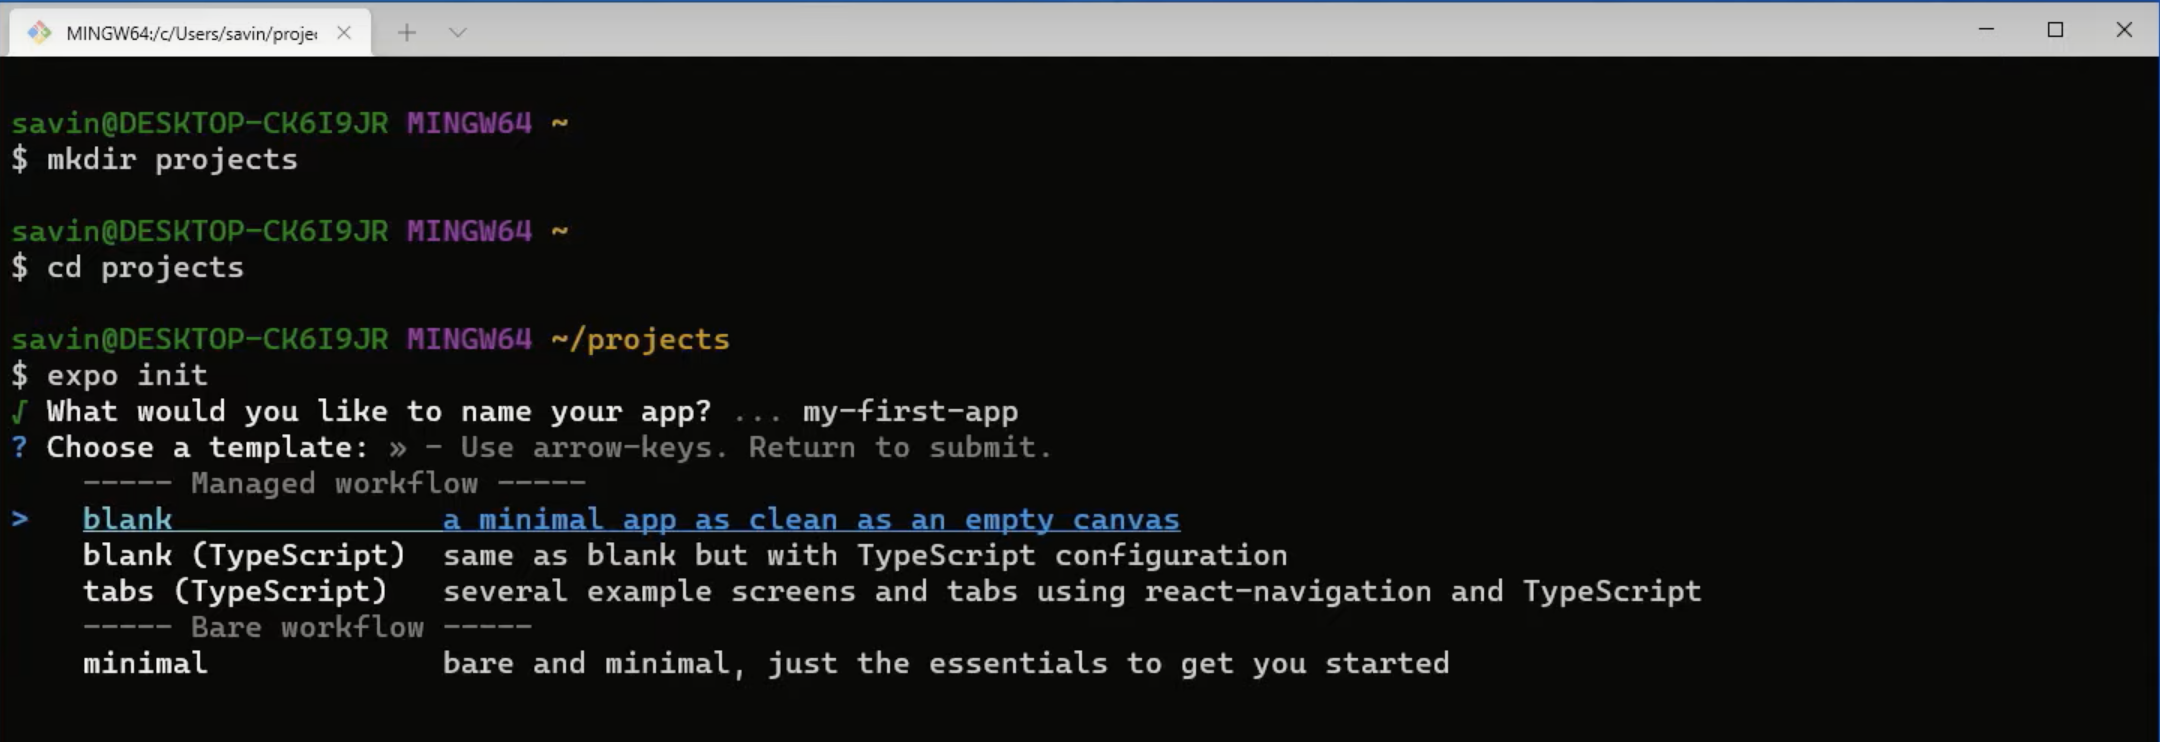 MINGW64:/c/Users/savin/projec
savin@DESKTOP-CK6I9JR MINGW64 ~
$ mkdir projects
savin@DESKTOP-CK6I9JR MINGW64 ~
$ cd projects
savin@DESKTOP-CK6I9JR MINGW64 ~/projects
$ expo init
√ What would you like to name your app? ... my-first-app
? Choose a template: » - Use arrow-keys. Return to submit.
----- Managed workflow -----
> blank a minimal app as clean as an empty canvas
blank (TypeScript) same as blank but with TypeScript configuration
tabs (TypeScript) several example screens and tabs using react-navigation and TypeScript
----- Bare workflow -----
minimal bare and minimal, just the essentials to get you started